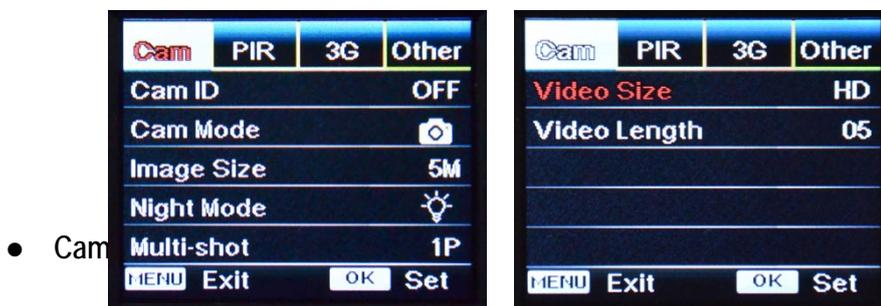 Cam PIR 3G Other
Cam ID OFF
Cam Mode
Image Size 5M
Night Mode
Multi-shot 1P
MENU Exit OK Set
Cam PIR 3G Other
Video Size HD
Video Length 05
MENU Exit OK Set
● Cam